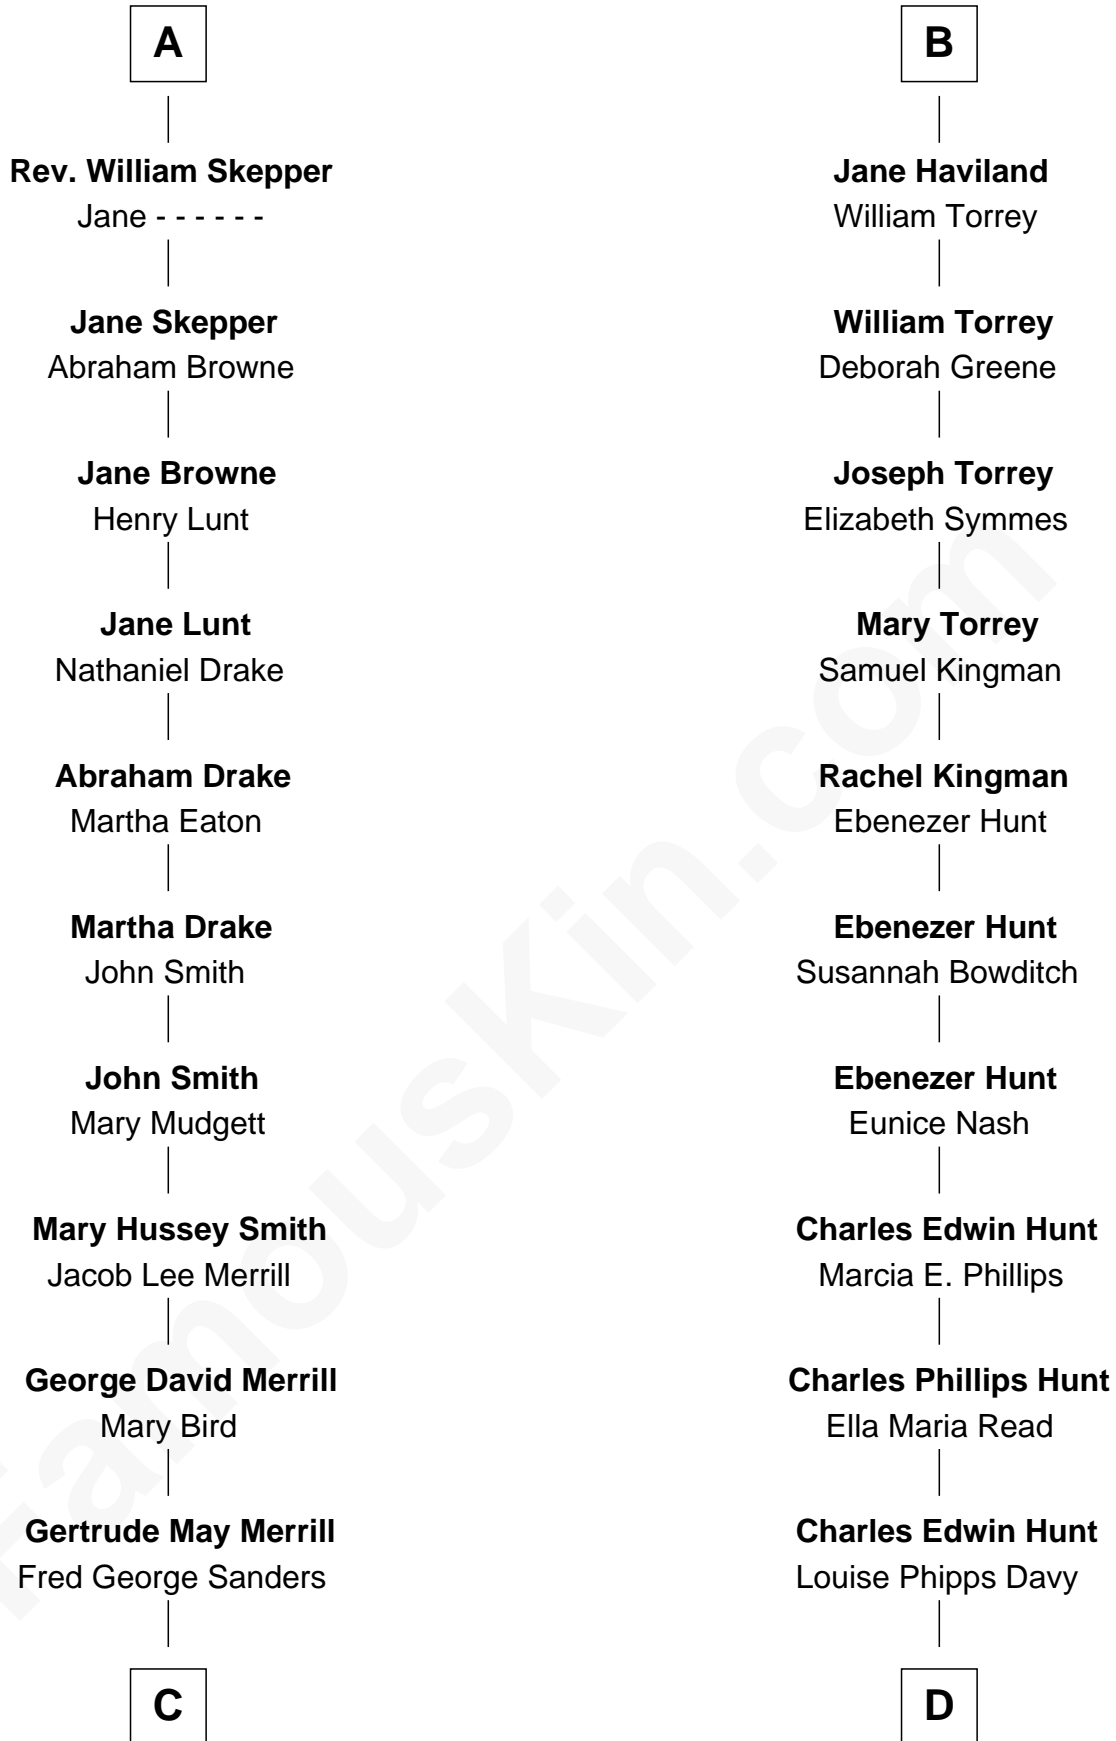 A
Rev. William Skepper
Jane - - - - - -
Jane Skepper
Abraham Browne
Jane Browne
Henry Lunt
Jane Lunt
Nathaniel Drake
Abraham Drake
Martha Eaton
Martha Drake
John Smith
John Smith
Mary Mudgett
Mary Hussey Smith
Jacob Lee Merrill
George David Merrill
Mary Bird
Gertrude May Merrill
Fred George Sanders
C
B
Jane Haviland
William Torrey
William Torrey
Deborah Greene
Joseph Torrey
Elizabeth Symmes
Mary Torrey
Samuel Kingman
Rachel Kingman
Ebenezer Hunt
Ebenezer Hunt
Susannah Bowditch
Ebenezer Hunt
Eunice Nash
Charles Edwin Hunt
Marcia E. Phillips
Charles Phillips Hunt
Ella Maria Read
Charles Edwin Hunt
Louise Phipps Davy
D
FamousKin.com